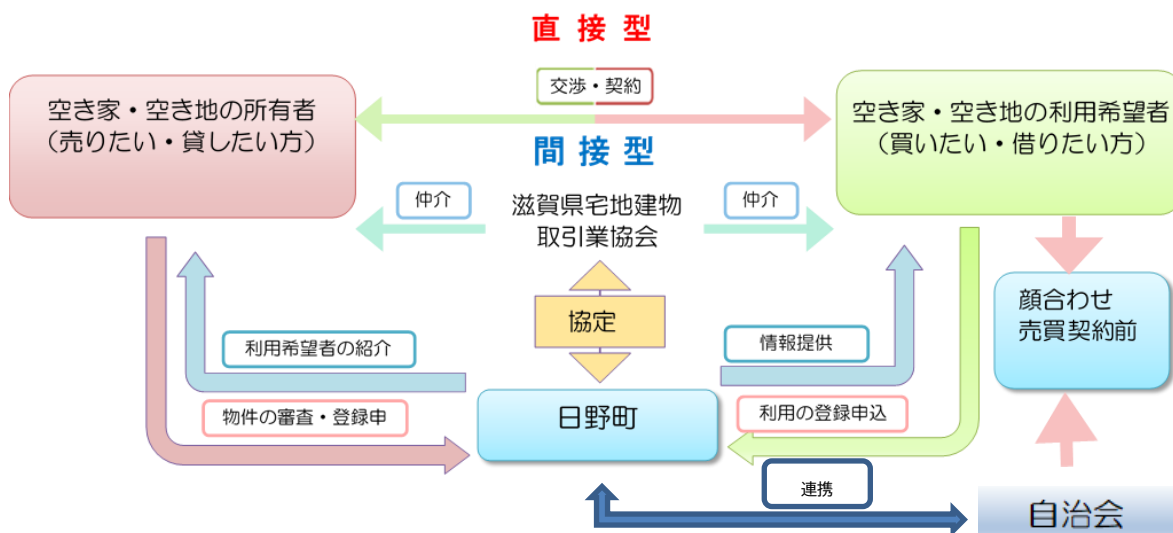 直接型
交渉・契約
空き家・空き地の所有者
（売りたい・貸したい方）
空き家・空き地の利用希望者
（買いたい・借りたい方）
間接型
仲介
滋賀県宅地建物
取引業協会
仲介
顔合わせ
売買契約前
協定
利用希望者の紹介
情報提供
物件の審査・登録申
日野町
利用の登録申込
連携
自治会